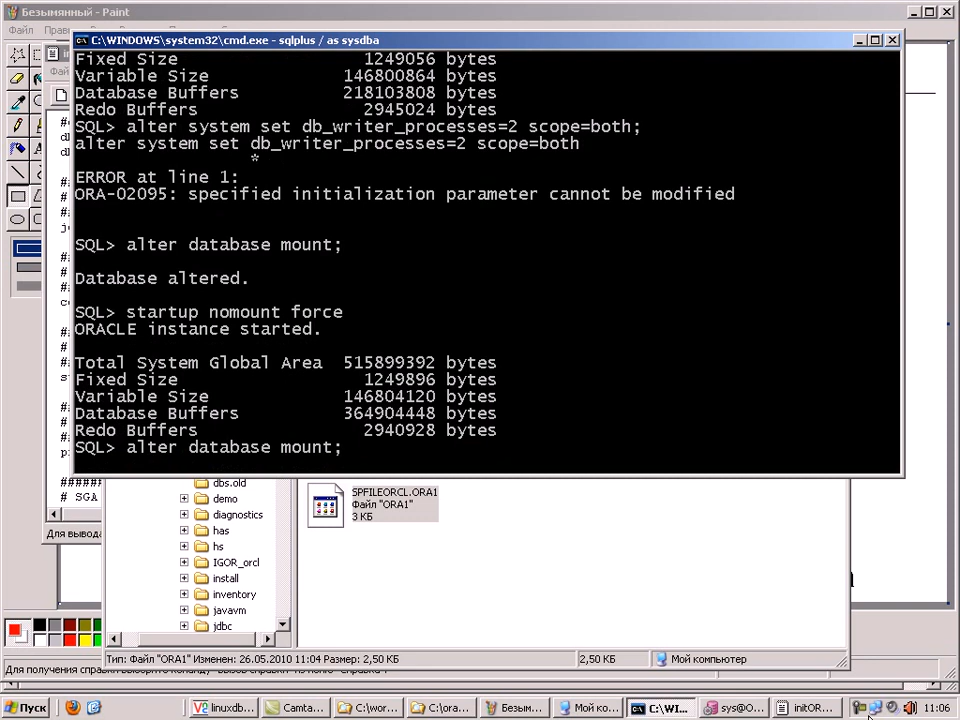 Безымянный - Paint
Файл
C:\WINDOWS\system32\cmd.exe - sqlplus / as sysdba
Fixed Size 1249056 bytes
Variable Size 146800864 bytes
Database Buffers 218103808 bytes
Redo Buffers 2945024 bytes
SQL> alter system set db_writer_processes=2 scope=both;
alter system set db_writer_processes=2 scope=both
*
ERROR at line 1:
ORA-02095: specified initialization parameter cannot be modified
SQL> alter database mount;
Database altered.
SQL> startup nomount force
ORACLE instance started.
Total System Global Area 515899392 bytes
Fixed Size 1249896 bytes
Variable Size 146804120 bytes
Database Buffers 364904448 bytes
Redo Buffers 2940928 bytes
SQL> alter database mount;
# SGA
Для вывода
dbs.old
demo
diagnostics
has
hs
IGOR_orcl
install
inventory
javavm
jdbc
SPFILEORCL.ORA1
Файл "ORA1"
3 КБ
Тип: Файл "ORA1" Изменен: 26.05.2010 11:04 Размер: 2,50 КБ
2,50 КБ
Мой компьютер
Для получения справки
Пуск
linuxdb...
Camta...
C:\wor...
C:\ora...
Безым...
Мой ко...
C:\WI...
sys@O...
initOR...
11:06